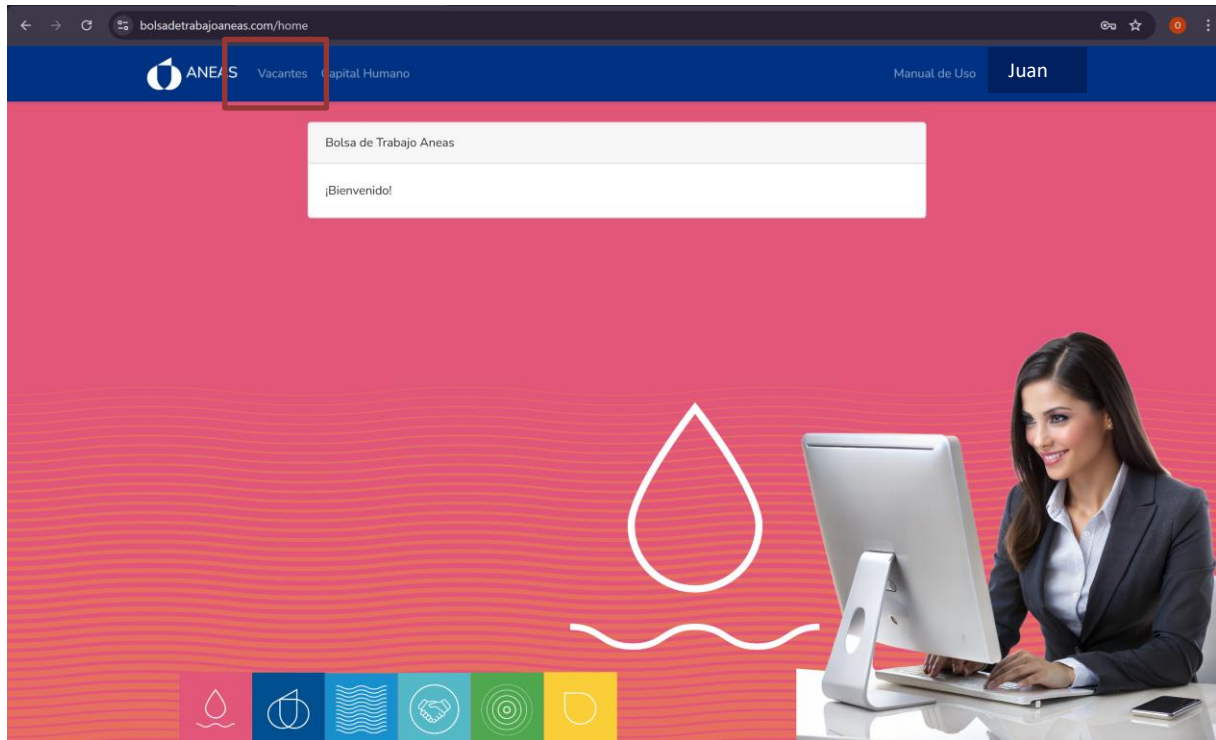 bolsadetrabajoaneas.com/home
O
ANEAS Vacantes Capital Humano Manual de Uso Juan
Bolsa de Trabajo Aneas
¡Bienvenido!